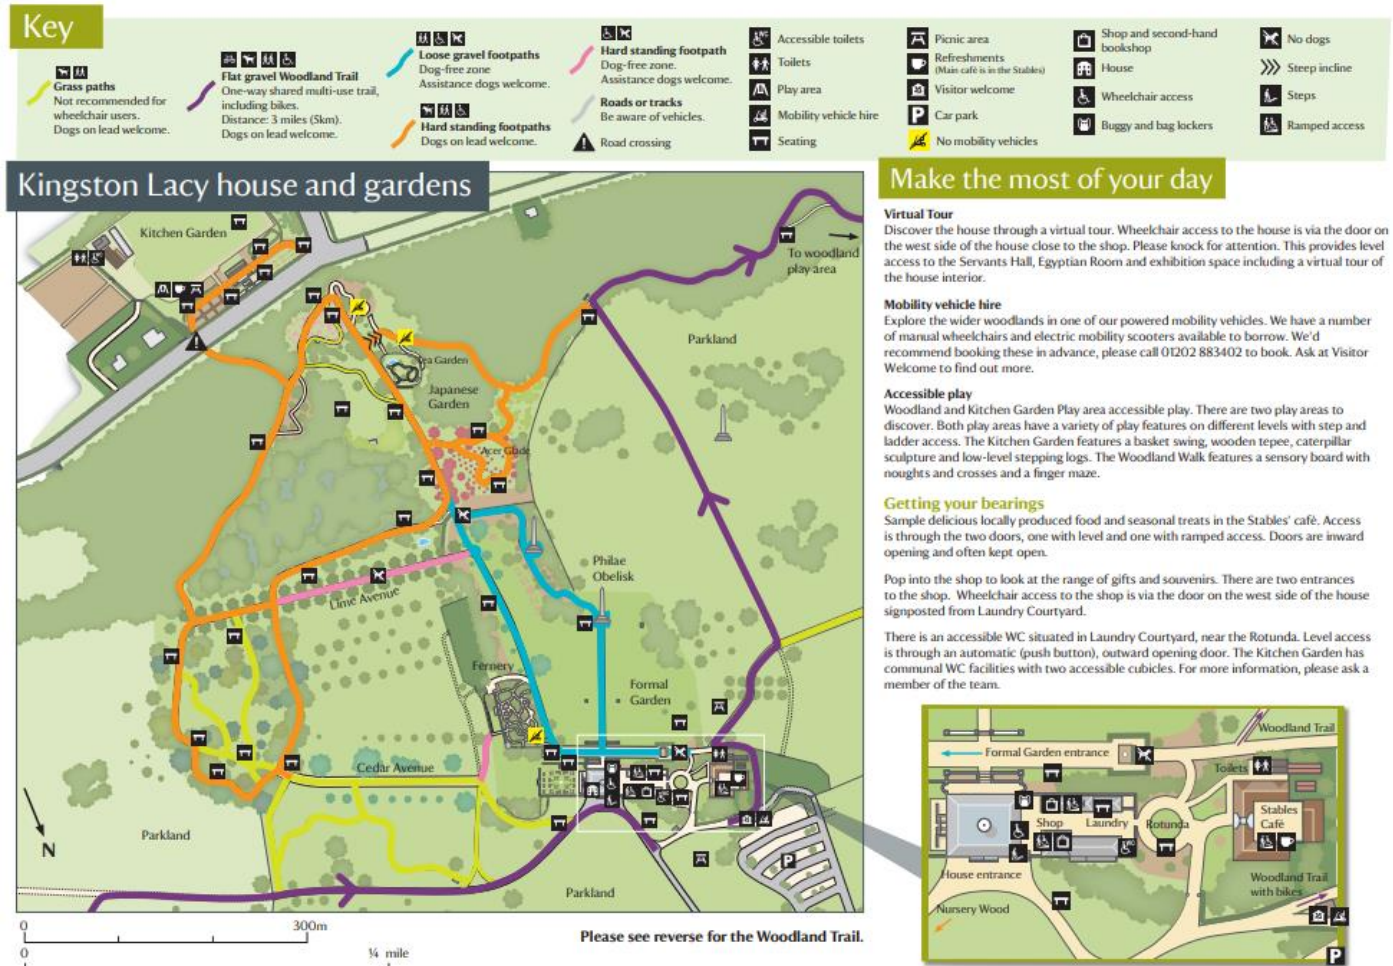 Key
Grass paths
Not recommended for
wheelchair users.
Dogs on lead welcome.
Flat gravel Woodland Trail
One-way shared multi-use trail,
including bikes.
Distance: 3 miles (5km).
Dogs on lead welcome.
Loose gravel footpaths
Dog-free zone
Assistance dogs welcome.
Hard standing footpaths
Dogs on lead welcome.
Hard standing footpath
Dog-free zone.
Assistance dogs welcome.
Roads or tracks
Be aware of vehicles.
Road crossing
Accessible toilets
Toilets
Play area
Mobility vehicle hire
Seating
Picnic area
Refreshments
(Main café is in the Stables)
Visitor welcome
P
Car park
No mobility vehicles
Shop and second-hand
bookshop
House
Wheelchair access
Buggy and bag lockers
No dogs
Steep incline
Steps
Ramped access
Kingston Lacy house and gardens
Kitchen Garden
To woodland
play area
Parkland
Tea Garden
Japanese
Garden
Acer Glade
Philae
Obelisk
Lime Avenue
Fernery
Formal
Garden
Cedar Avenue
Parkland
N
P
Parkland
0
300m
0
¼ mile
Please see reverse for the Woodland Trail.
Make the most of your day
Virtual Tour
Discover the house through a virtual tour. Wheelchair access to the house is via the door on
the west side of the house close to the shop. Please knock for attention. This provides level
access to the Servants Hall, Egyptian Room and exhibition space including a virtual tour of
the house interior.
Mobility vehicle hire
Explore the wider woodlands in one of our powered mobility vehicles. We have a number
of manual wheelchairs and electric mobility scooters available to borrow. We'd
recommend booking these in advance, please call 01202 883402 to book. Ask at Visitor
Welcome to find out more.
Accessible play
Woodland and Kitchen Garden Play area accessible play. There are two play areas to
discover. Both play areas have a variety of play features on different levels with step and
ladder access. The Kitchen Garden features a basket swing, wooden tepee, caterpillar
sculpture and low-level stepping logs. The Woodland Walk features a sensory board with
noughts and crosses and a finger maze.
Getting your bearings
Sample delicious locally produced food and seasonal treats in the Stables' café. Access
is through the two doors, one with level and one with ramped access. Doors are inward
opening and often kept open.
Pop into the shop to look at the range of gifts and souvenirs. There are two entrances
to the shop. Wheelchair access to the shop is via the door on the west side of the house
signposted from Laundry Courtyard.
There is an accessible WC situated in Laundry Courtyard, near the Rotunda. Level access
is through an automatic (push button), outward opening door. The Kitchen Garden has
communal WC facilities with two accessible cubicles. For more information, please ask a
member of the team.
Woodland Trail
Formal Garden entrance
Toilets
Stables
Café
Shop
Laundry
Rotunda
House entrance
Woodland Trail
with bikes
Nursery Wood
P